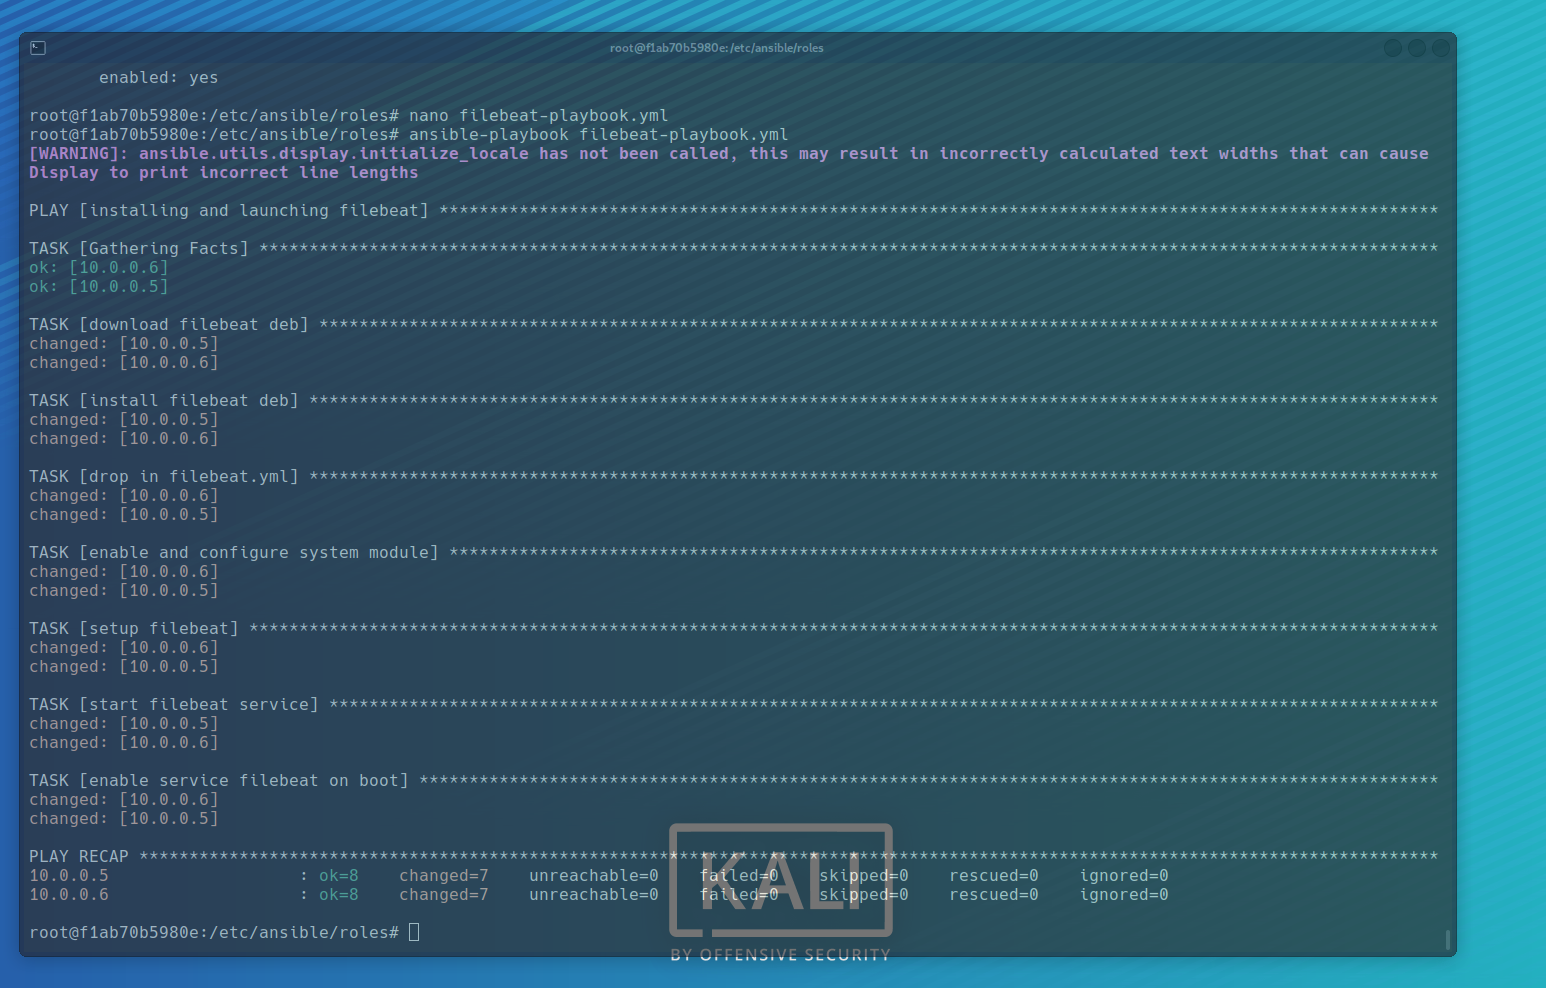 root@f1ab70b5980e:/etc/ansible/roles
enabled: yes
root@f1ab70b5980e:/etc/ansible/roles# nano filebeat-playbook.yml
root@f1ab70b5980e:/etc/ansible/roles# ansible-playbook filebeat-playbook.yml
[WARNING]: ansible.utils.display.initialize_locale has not been called, this may result in incorrectly calculated text widths that can cause
Display to print incorrect line lengths
PLAY [installing and launching filebeat] ****************************************************************************************************
TASK [Gathering Facts] **********************************************************************************************************************
ok: [10.0.0.6]
ok: [10.0.0.5]
TASK [download filebeat deb] ****************************************************************************************************************
changed: [10.0.0.5]
changed: [10.0.0.6]
TASK [install filebeat deb] *****************************************************************************************************************
changed: [10.0.0.5]
changed: [10.0.0.6]
TASK [drop in filebeat.yml] *****************************************************************************************************************
changed: [10.0.0.6]
changed: [10.0.0.5]
TASK [enable and configure system module] ***************************************************************************************************
changed: [10.0.0.6]
changed: [10.0.0.5]
TASK [setup filebeat] ***********************************************************************************************************************
changed: [10.0.0.6]
changed: [10.0.0.5]
TASK [start filebeat service] ***************************************************************************************************************
changed: [10.0.0.5]
changed: [10.0.0.6]
TASK [enable service filebeat on boot] ******************************************************************************************************
changed: [10.0.0.6]
changed: [10.0.0.5]
PLAY RECAP **********************************************************************************************************************************
10.0.0.5                   : ok=8    changed=7    unreachable=0    failed=0    skipped=0    rescued=0    ignored=0
10.0.0.6                   : ok=8    changed=7    unreachable=0    failed=0    skipped=0    rescued=0    ignored=0
root@f1ab70b5980e:/etc/ansible/roles#
KALI
BY OFFENSIVE SECURITY